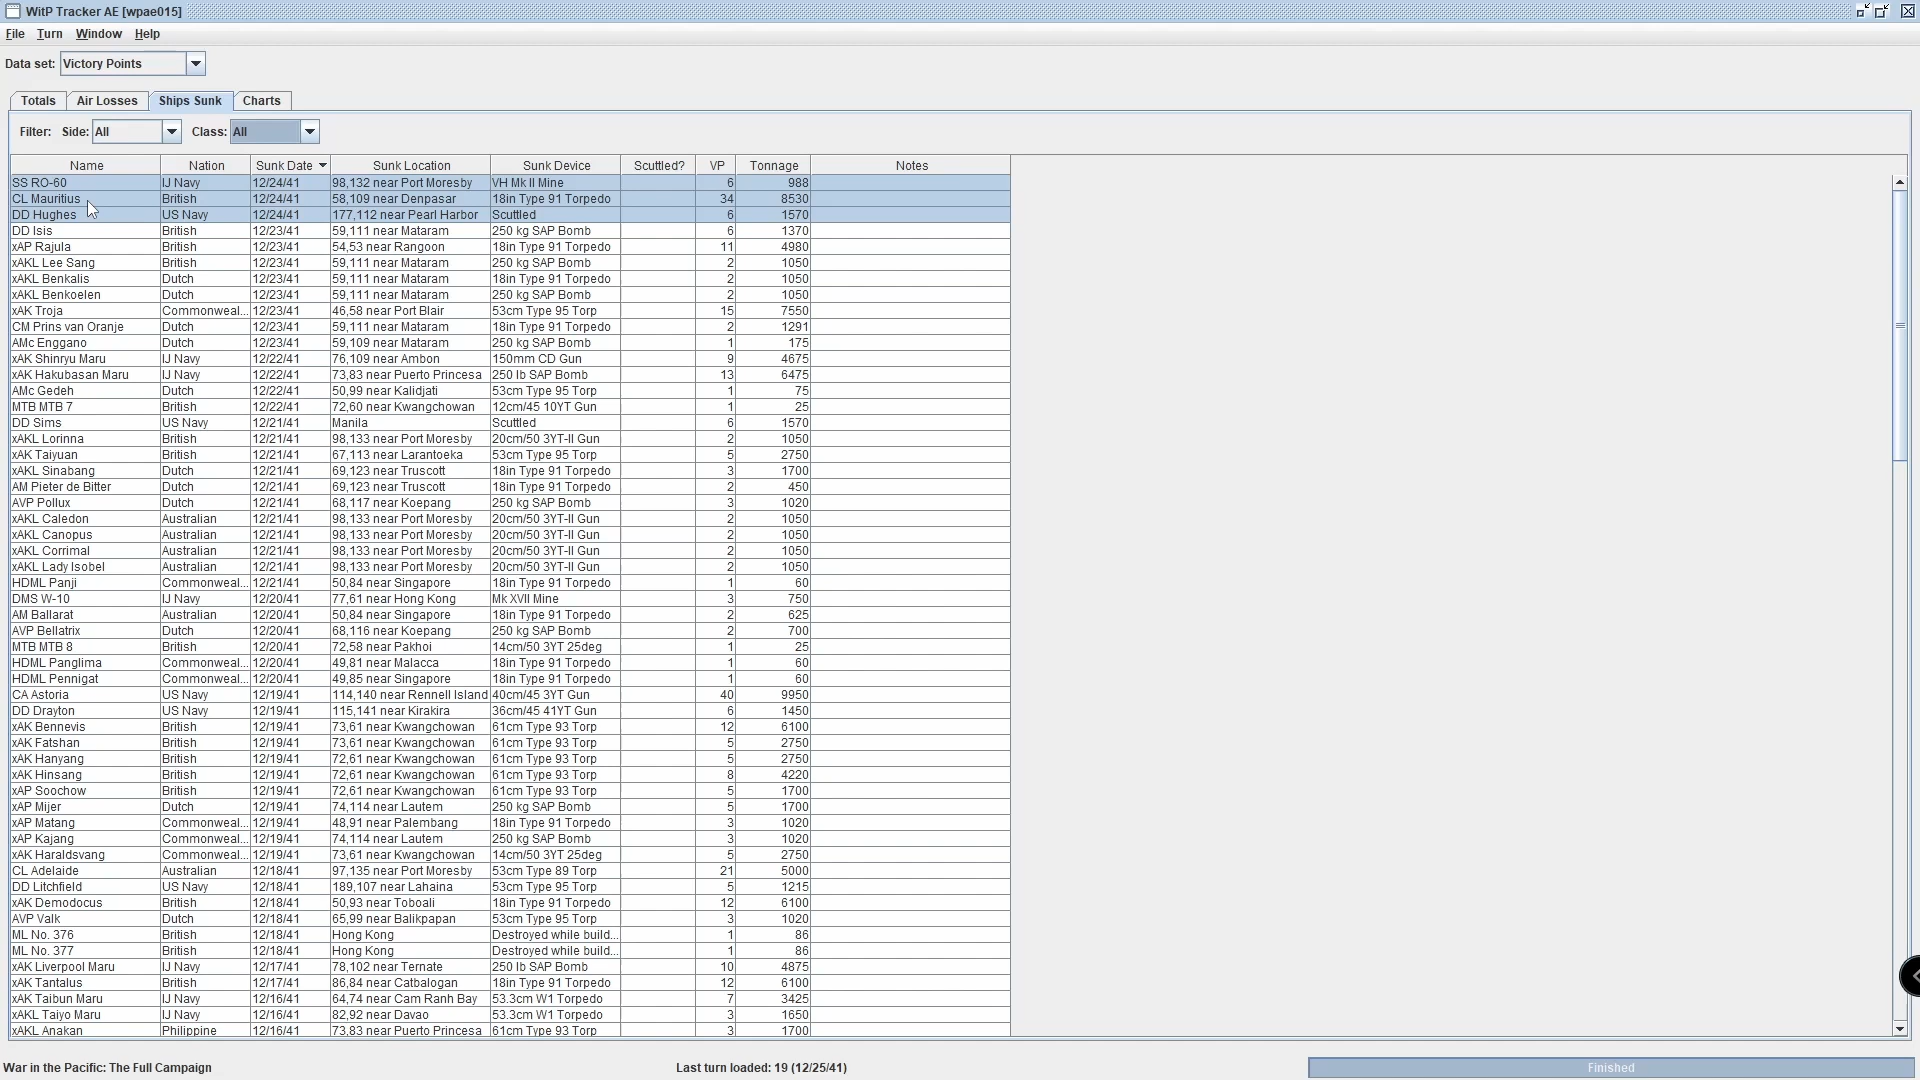 WitP Tracker AE [wpae015]
File Turn Window Help
Data set: Victory Points
Totals Air Losses Ships Sunk Charts
Filter: Side: All Class: All
Name Nation Sunk Date Sunk Location Sunk Device Scuttled? VP Tonnage Notes
SS RO-60 IJ Navy 12/24/41 98,132 near Port Moresby VH Mk II Mine 6 988
CL Mauritius British 12/24/41 58,109 near Denpasar 18in Type 91 Torpedo 34 8530
DD Hughes US Navy 12/24/41 177,112 near Pearl Harbor Scuttled 6 1570
DD Isis British 12/23/41 59,111 near Mataram 250 kg SAP Bomb 6 1370
xAP Rajula British 12/23/41 54,53 near Rangoon 18in Type 91 Torpedo 11 4980
xAKL Lee Sang British 12/23/41 59,111 near Mataram 250 kg SAP Bomb 2 1050
xAKL Benkalis Dutch 12/23/41 59,111 near Mataram 18in Type 91 Torpedo 2 1050
xAKL Benkoelen Dutch 12/23/41 59,111 near Mataram 250 kg SAP Bomb 2 1050
xAK Troja Commonweal... 12/23/41 46,58 near Port Blair 53cm Type 95 Torp 15 7550
CM Prins van Oranje Dutch 12/23/41 59,111 near Mataram 18in Type 91 Torpedo 2 1291
AMc Enggano Dutch 12/23/41 59,109 near Mataram 250 kg SAP Bomb 1 175
xAK Shinryu Maru IJ Navy 12/22/41 76,109 near Ambon 150mm CD Gun 9 4675
xAK Hakubasan Maru IJ Navy 12/22/41 73,83 near Puerto Princesa 250 lb SAP Bomb 13 6475
AMc Gedeh Dutch 12/22/41 50,99 near Kalidjati 53cm Type 95 Torp 1 75
MTB MTB 7 British 12/22/41 72,60 near Kwangchowan 12cm/45 10YT Gun 1 25
DD Sims US Navy 12/21/41 Manila Scuttled 6 1570
xAKL Lorinna British 12/21/41 98,133 near Port Moresby 20cm/50 3YT-II Gun 2 1050
xAK Taiyuan British 12/21/41 67,113 near Larantoeka 53cm Type 95 Torp 5 2750
xAKL Sinabang Dutch 12/21/41 69,123 near Truscott 18in Type 91 Torpedo 3 1700
AM Pieter de Bitter Dutch 12/21/41 69,123 near Truscott 18in Type 91 Torpedo 2 450
AVP Pollux Dutch 12/21/41 68,117 near Koepang 250 kg SAP Bomb 3 1020
xAKL Caledon Australian 12/21/41 98,133 near Port Moresby 20cm/50 3YT-II Gun 2 1050
xAKL Canopus Australian 12/21/41 98,133 near Port Moresby 20cm/50 3YT-II Gun 2 1050
xAKL Corrimal Australian 12/21/41 98,133 near Port Moresby 20cm/50 3YT-II Gun 2 1050
xAKL Lady Isobel Australian 12/21/41 98,133 near Port Moresby 20cm/50 3YT-II Gun 2 1050
HDML Panji Commonweal... 12/21/41 50,84 near Singapore 18in Type 91 Torpedo 1 60
DMS W-10 IJ Navy 12/20/41 77,61 near Hong Kong Mk XVII Mine 3 750
AM Ballarat Australian 12/20/41 50,84 near Singapore 18in Type 91 Torpedo 2 625
AVP Bellatrix Dutch 12/20/41 68,116 near Koepang 250 kg SAP Bomb 2 700
MTB MTB 8 British 12/20/41 72,58 near Pakhoi 14cm/50 3YT 25deg 1 25
HDML Panglima Commonweal... 12/20/41 49,81 near Malacca 18in Type 91 Torpedo 1 60
HDML Pennigat Commonweal... 12/20/41 49,85 near Singapore 18in Type 91 Torpedo 1 60
CA Astoria US Navy 12/19/41 114,140 near Rennell Island 40cm/45 3YT Gun 40 9950
DD Drayton US Navy 12/19/41 115,141 near Kirakira 36cm/45 41YT Gun 6 1450
xAK Bennevis British 12/19/41 73,61 near Kwangchowan 61cm Type 93 Torp 12 6100
xAK Fatshan British 12/19/41 73,61 near Kwangchowan 61cm Type 93 Torp 5 2750
xAK Hanyang British 12/19/41 72,61 near Kwangchowan 61cm Type 93 Torp 5 2750
xAK Hinsang British 12/19/41 72,61 near Kwangchowan 61cm Type 93 Torp 8 4220
xAP Soochow British 12/19/41 72,61 near Kwangchowan 61cm Type 93 Torp 5 1700
xAP Mijer Dutch 12/19/41 74,114 near Lautem 250 kg SAP Bomb 5 1700
xAP Matang Commonweal... 12/19/41 48,91 near Palembang 18in Type 91 Torpedo 3 1020
xAP Kajang Commonweal... 12/19/41 74,114 near Lautem 250 kg SAP Bomb 3 1020
xAK Haraldsvang Commonweal... 12/19/41 73,61 near Kwangchowan 14cm/50 3YT 25deg 5 2750
CL Adelaide Australian 12/18/41 97,135 near Port Moresby 53cm Type 89 Torp 21 5000
DD Litchfield US Navy 12/18/41 189,107 near Lahaina 53cm Type 95 Torp 5 1215
xAK Demodocus British 12/18/41 50,93 near Toboali 18in Type 91 Torpedo 12 6100
AVP Valk Dutch 12/18/41 65,99 near Balikpapan 53cm Type 95 Torp 3 1020
ML No. 376 British 12/18/41 Hong Kong Destroyed while build... 1 86
ML No. 377 British 12/18/41 Hong Kong Destroyed while build... 1 86
xAK Liverpool Maru IJ Navy 12/17/41 78,102 near Ternate 250 lb SAP Bomb 10 4875
xAK Tantalus British 12/17/41 86,84 near Catbalogan 18in Type 91 Torpedo 12 6100
xAK Taibun Maru IJ Navy 12/16/41 64,74 near Cam Ranh Bay 53.3cm W1 Torpedo 7 3425
xAKL Taiyo Maru IJ Navy 12/16/41 82,92 near Davao 53.3cm W1 Torpedo 3 1650
xAKL Anakan Philippine 12/16/41 73,83 near Puerto Princesa 61cm Type 93 Torp 3 1700
War in the Pacific: The Full Campaign Last turn loaded: 19 (12/25/41) Finished